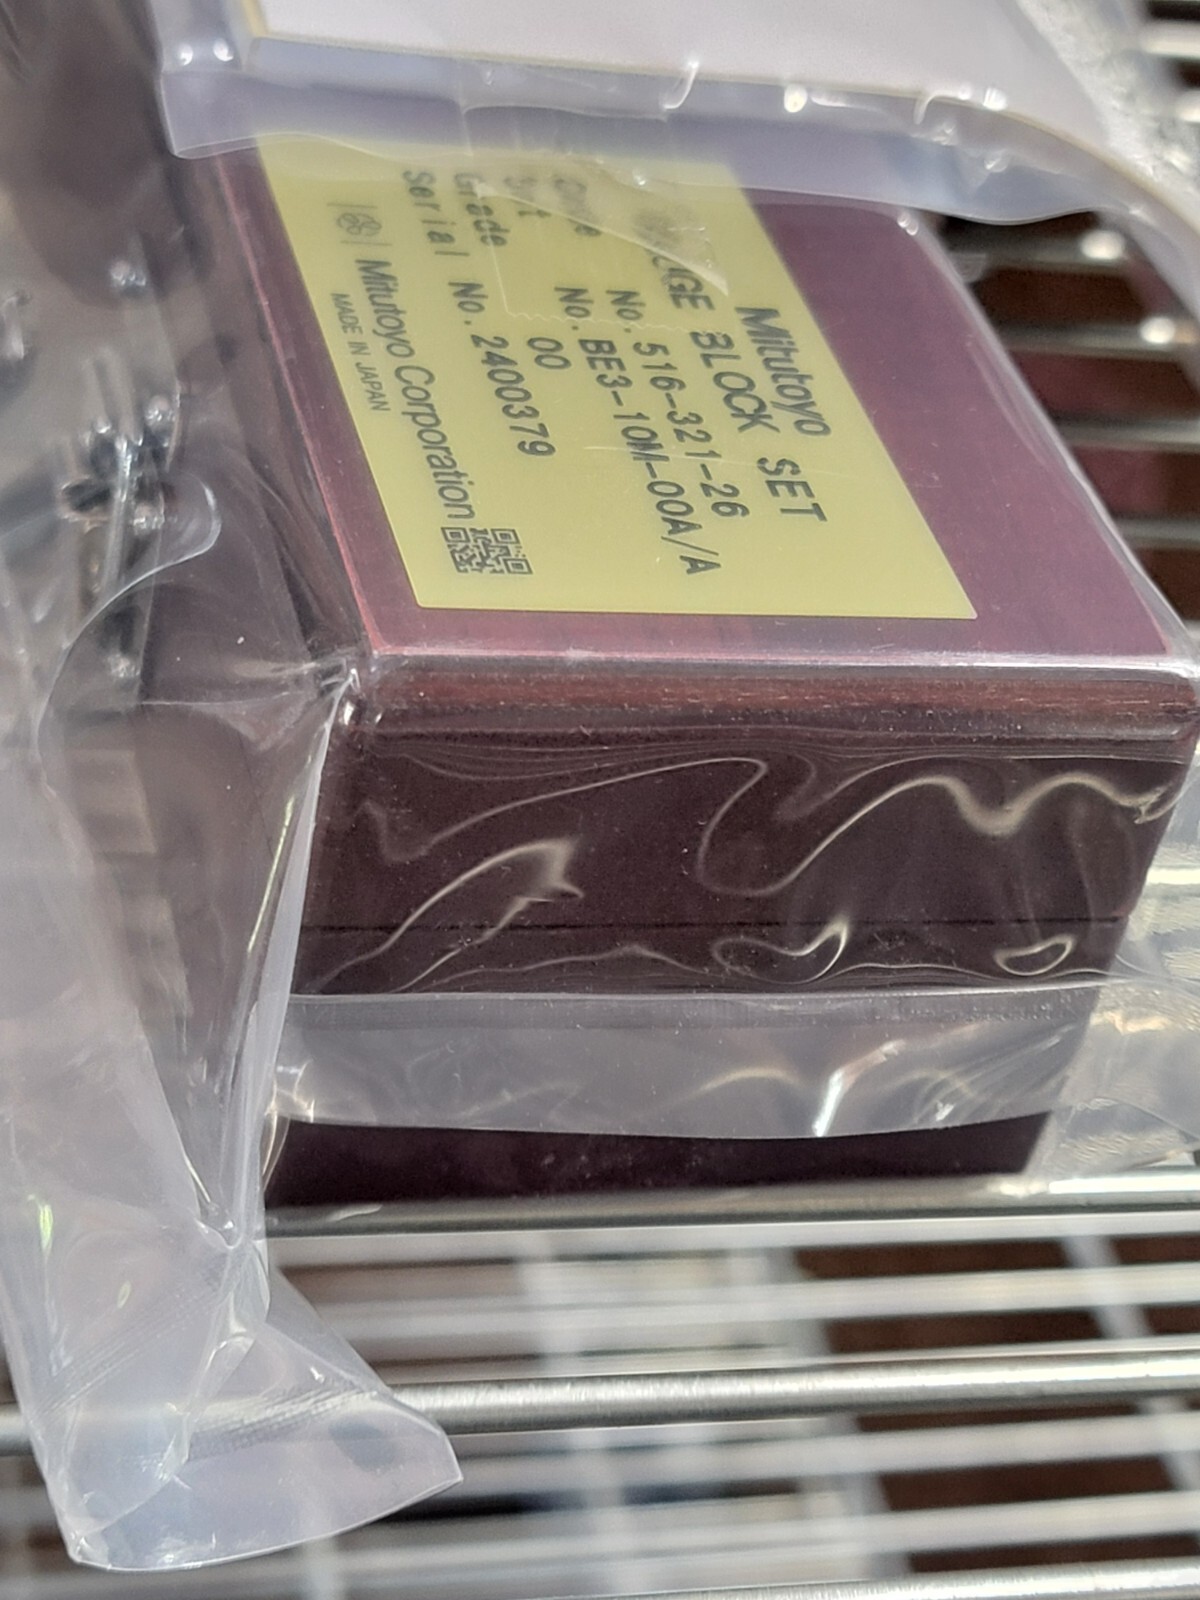 Mitutoyo
BLOCK SET
No. 516-321-26
No. BE3-10M-00A/A
Grade 00
Serial No. 2400379
Mitutoyo Corporation
MADE IN JAPAN